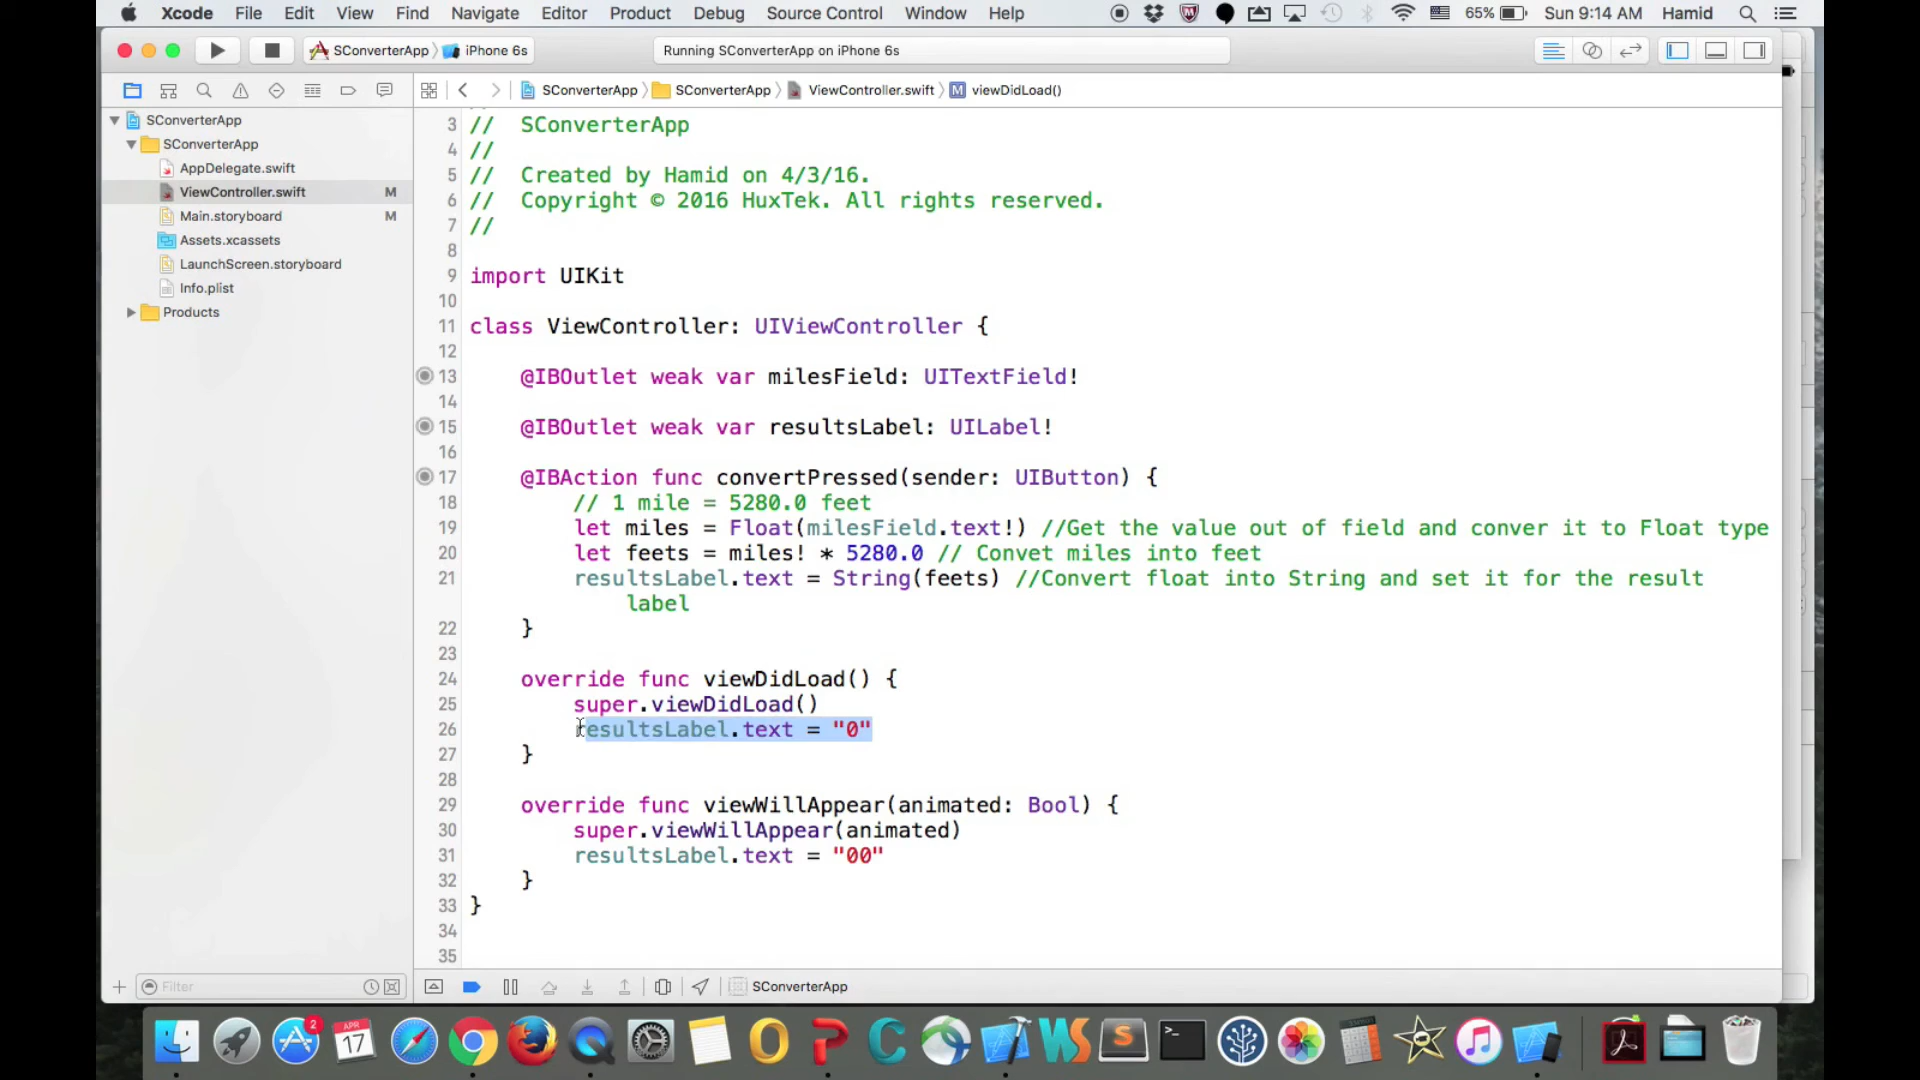 Xcode File Edit View Find Navigate Editor Product Debug Source Control Window Help 65% Sun 9:14 AM Hamid
SConverterApp iPhone 6s Running SConverterApp on iPhone 6s
SConverterApp SConverterApp ViewController.swift M viewDidLoad()
SConverterApp
SConverterApp
AppDelegate.swift
ViewController.swift M
Main.storyboard M
Assets.xcassets
LaunchScreen.storyboard
Info.plist
Products
3 // SConverterApp
4 //
5 // Created by Hamid on 4/3/16.
6 // Copyright © 2016 HuxTek. All rights reserved.
7 //
8
9 import UIKit
10
11 class ViewController: UIViewController {
12
13 @IBOutlet weak var milesField: UITextField!
14
15 @IBOutlet weak var resultsLabel: UILabel!
16
17 @IBAction func convertPressed(sender: UIButton) {
18 // 1 mile = 5280.0 feet
19 let miles = Float(milesField.text!) //Get the value out of field and conver it to Float type
20 let feets = miles! * 5280.0 // Convet miles into feet
21 resultsLabel.text = String(feets) //Convert float into String and set it for the result
label
22 }
23
24 override func viewDidLoad() {
25 super.viewDidLoad()
26 resultsLabel.text = "0"
27 }
28
29 override func viewWillAppear(animated: Bool) {
30 super.viewWillAppear(animated)
31 resultsLabel.text = "00"
32 }
33 }
34
35
Filter
SConverterApp
2
APR
17